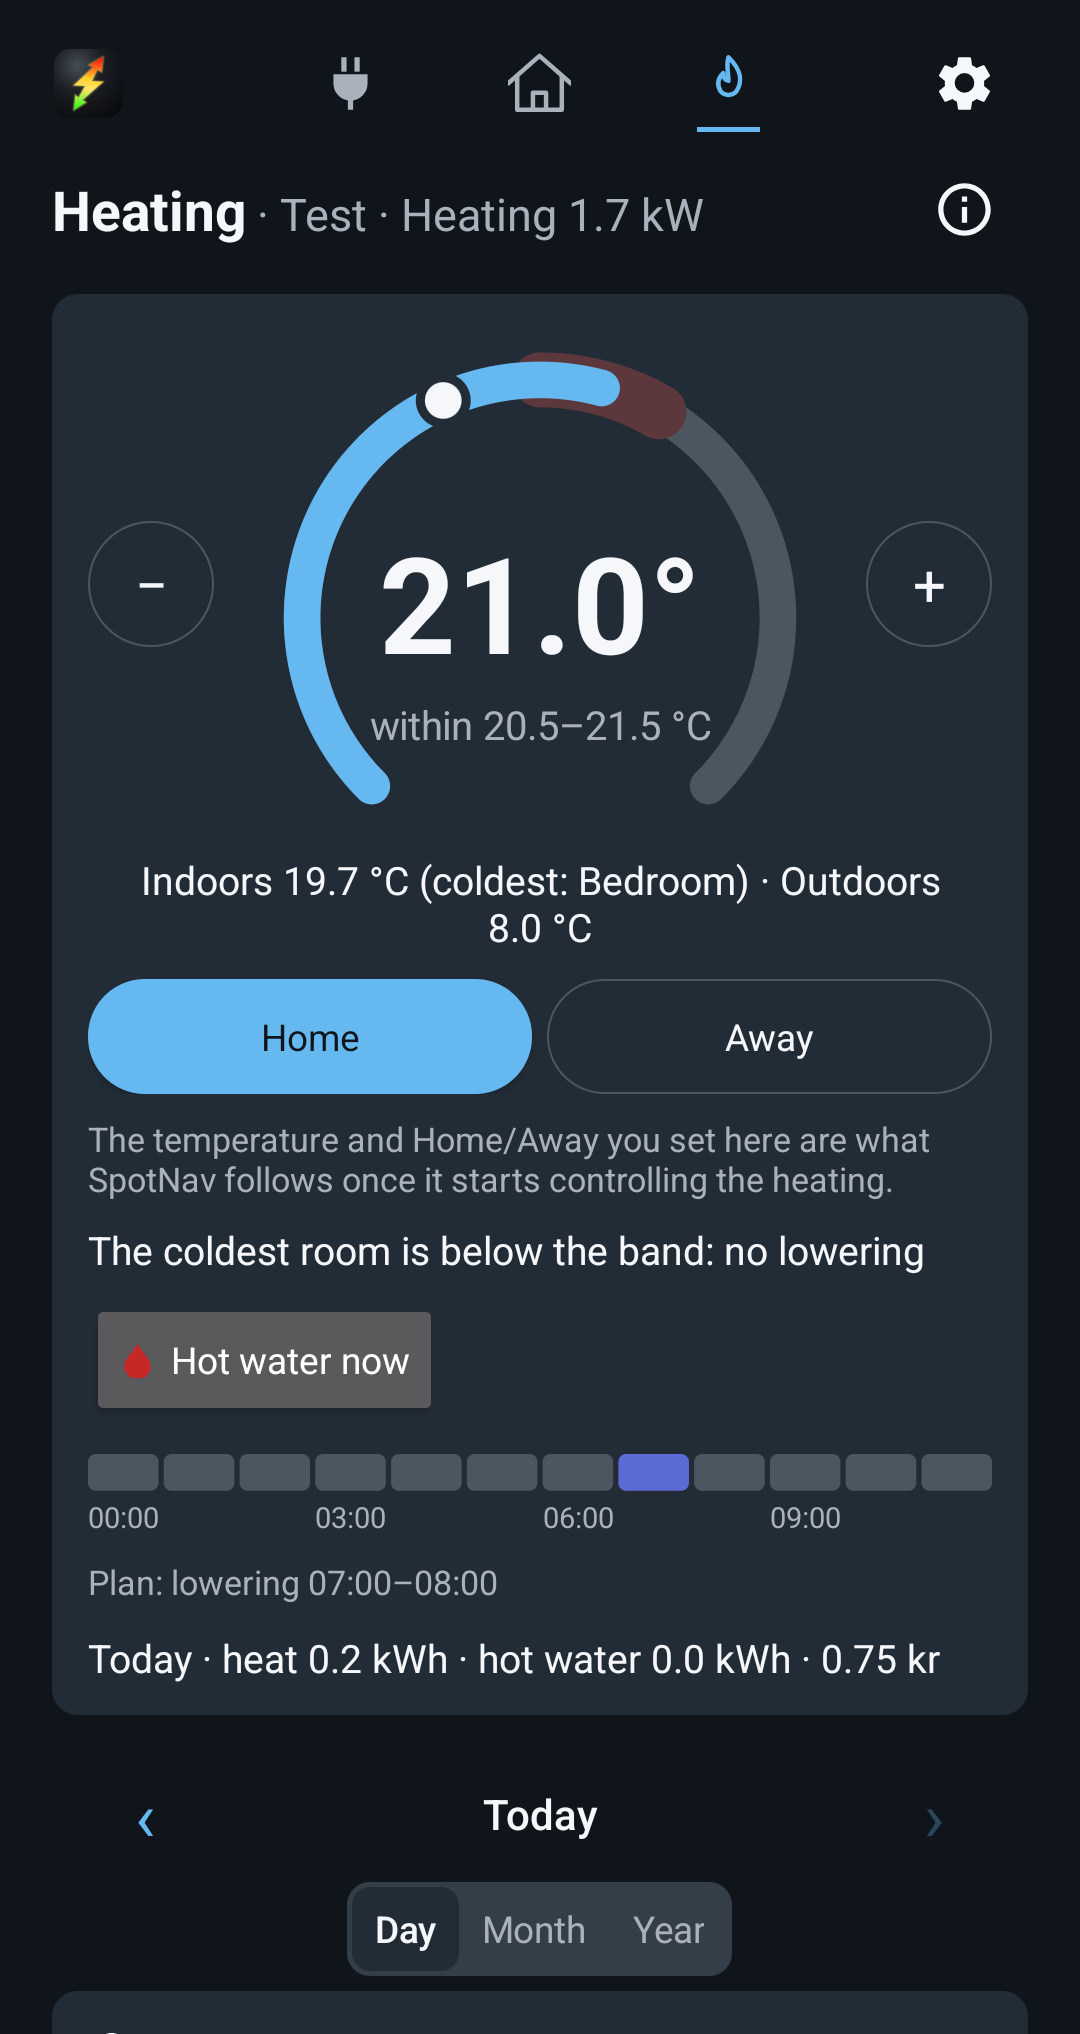 Heating · Test · Heating 1.7 kW
21.0°
within 20.5–21.5 °C
−
+
Indoors 19.7 °C (coldest: Bedroom) · Outdoors
8.0 °C
Home
Away
The temperature and Home/Away you set here are what
SpotNav follows once it starts controlling the heating.
The coldest room is below the band: no lowering
Hot water now
00:00 03:00 06:00 09:00
Plan: lowering 07:00–08:00
Today · heat 0.2 kWh · hot water 0.0 kWh · 0.75 kr
‹ Today ›
Day Month Year